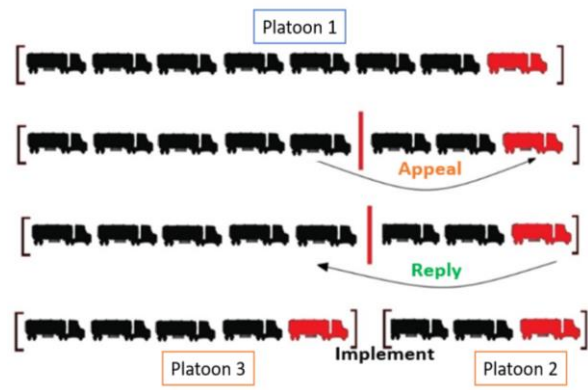 Platoon 1
Appeal
Reply
Implement
Platoon 3
Platoon 2